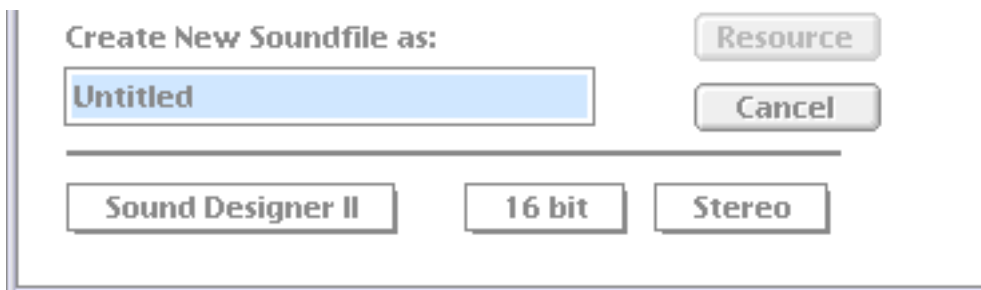 Create New Soundfile as:
Resource
Untitled
Cancel
Sound Designer II
16 bit
Stereo